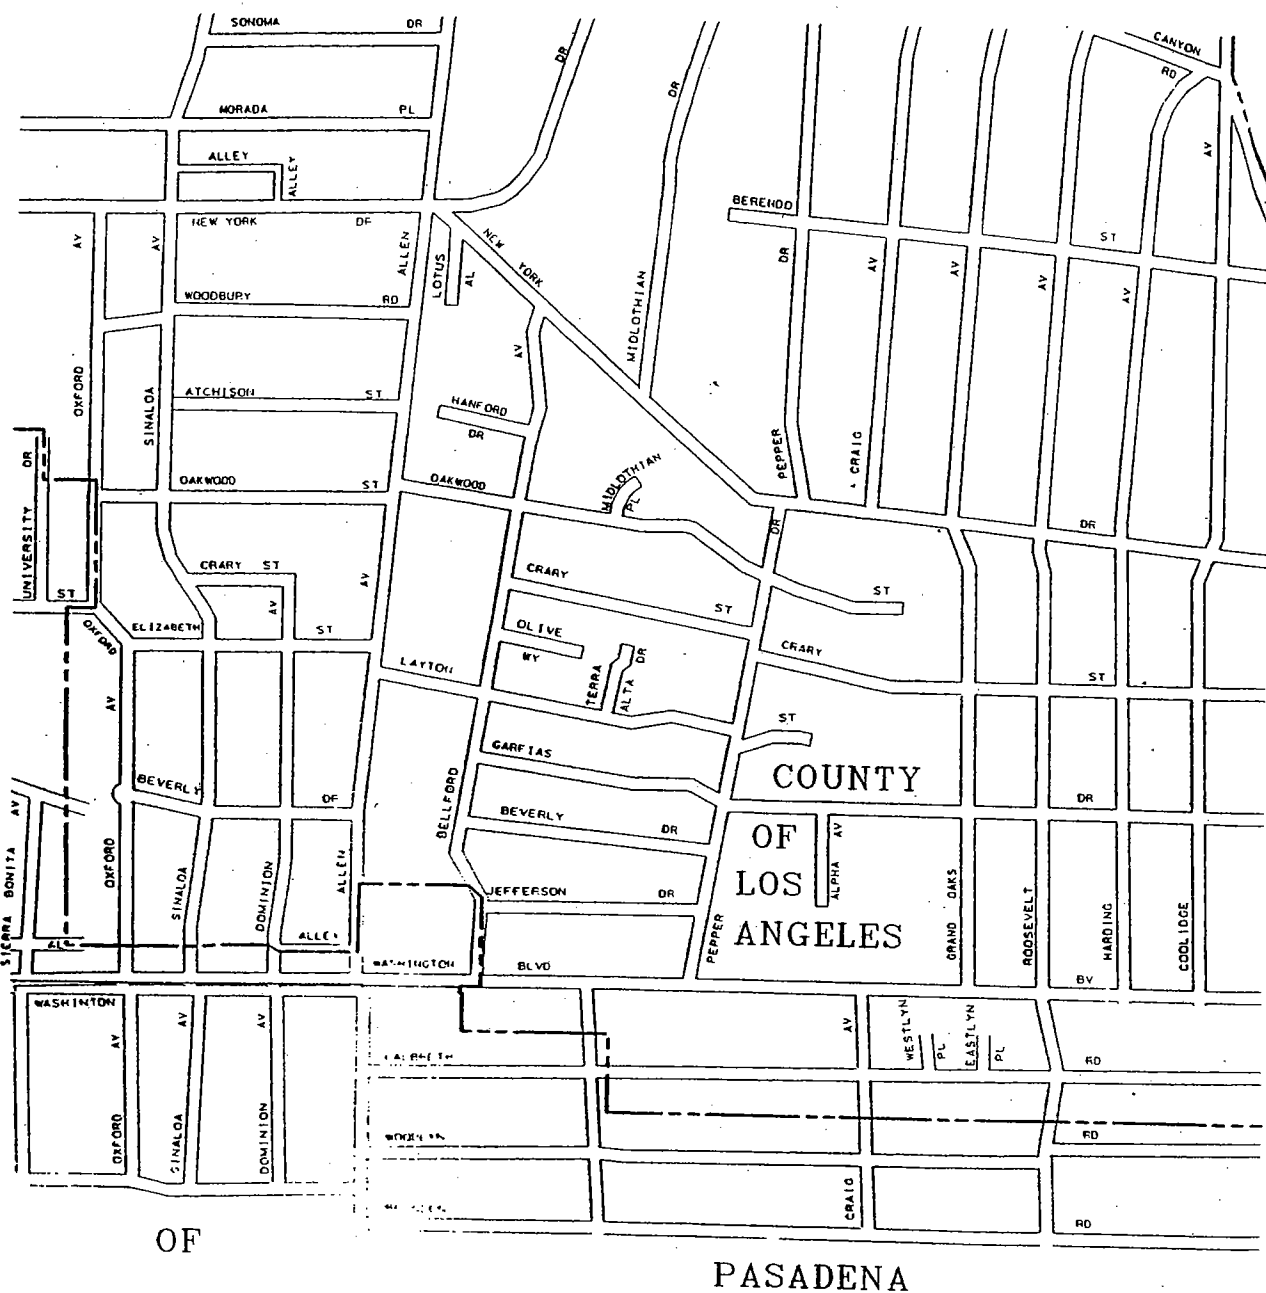 SONOMA DR
CANYON RD
DR
DR
MORADA PL
ALLEY
ALLEY
AV
BERENDO ST
NEW YORK DR
AV
AV
ALLEN
LOTUS AL
NEW YORK
MIDLOTHIAN
DR
AV
AV
AV
AV
WOODBURY RD
OXFORD
SINALOA
ATCHISON ST
AV
HANFORD DR
PEPPER
CRAIG
UNIVERSITY DR
OAKWOOD ST
OAKWOOD
MIDLOTHIAN PL
DR
DR
ST
CRARY ST
AV
AV
CRARY ST
ST
OXFORD
ELIZABETH ST
OLIVE WY
CRARY ST
LAYTON
TERRA ALTA DR
AV
ST
GARFIAS
COUNTY
OF
LOS
ANGELES
BEVERLY DR
BELLFORD
BEVERLY DR
DR
AV
SIERRA BONITA
AV
OXFORD
SINALOA
DOMINION
ALLEN
JEFFERSON DR
ALPHA AV
GRAND OAKS
ROOSEVELT
HARDING
COOLIDGE
PEPPER
AL
ALLEY
WASHINGTON BLVD
BV
WASHINTON
AV
AV
AV
AV
WESTLYN PL
EASTLYN PL
RD
OXFORD
SINALOA
DOMINION
WOODLYN
RD
CRAIG
RD
OF
PASADENA